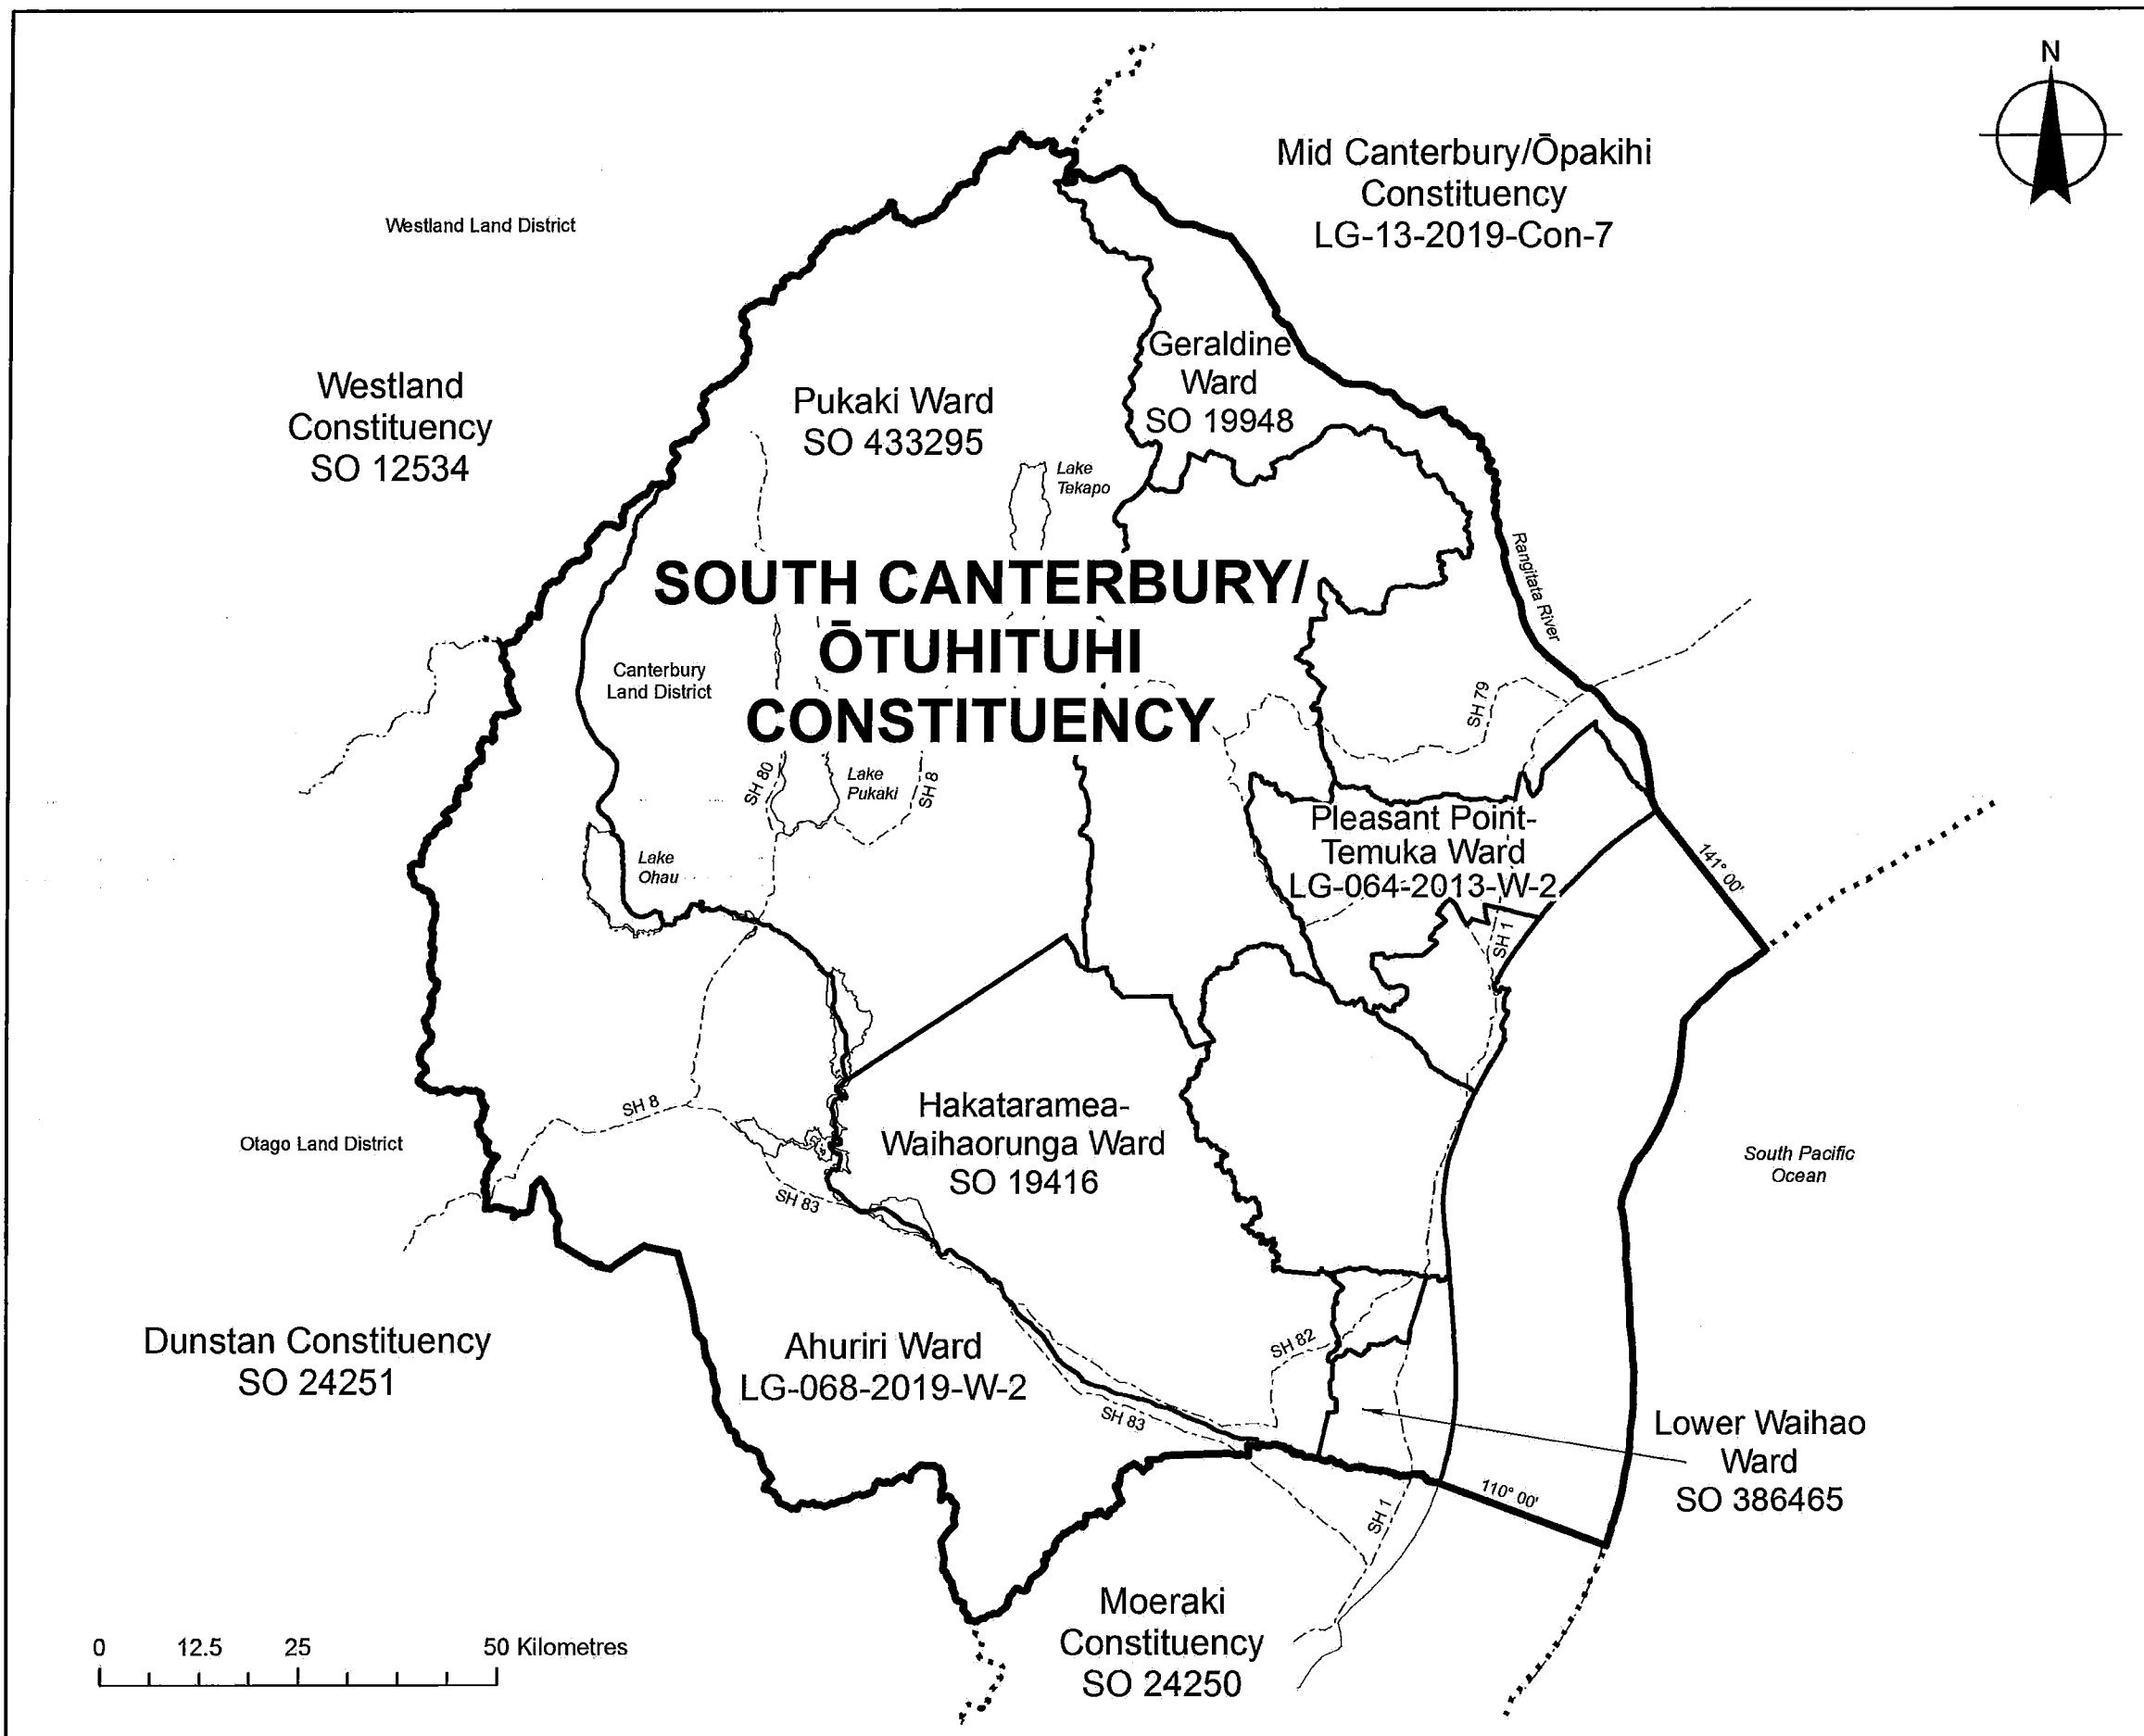 N
Mid Canterbury/Ōpakihi
Constituency
LG-13-2019-Con-7
Westland Land District
Geraldine
Ward
SO 19948
Westland
Constituency
SO 12534
Pukaki Ward
SO 433295
Lake
Tekapo
SOUTH CANTERBURY/
ŌTUHITUHI
CONSTITUENCY
Rangitata River
Canterbury
Land District
SH 79
SH 80
Lake
Pukaki
SH 8
Pleasant Point-
Temuka Ward
LG-064-2013-W-2
141° 00'
Lake
Ohau
SH 1
Hakataramea-
Waihaorunga Ward
SO 19416
SH 8
Otago Land District
South Pacific
Ocean
SH 83
Dunstan Constituency
SO 24251
Ahuriri Ward
LG-068-2019-W-2
SH 82
SH 83
Lower Waihao
Ward
SO 386465
110° 00'
SH 1
Moeraki
Constituency
SO 24250
0 12.5 25 50 Kilometres